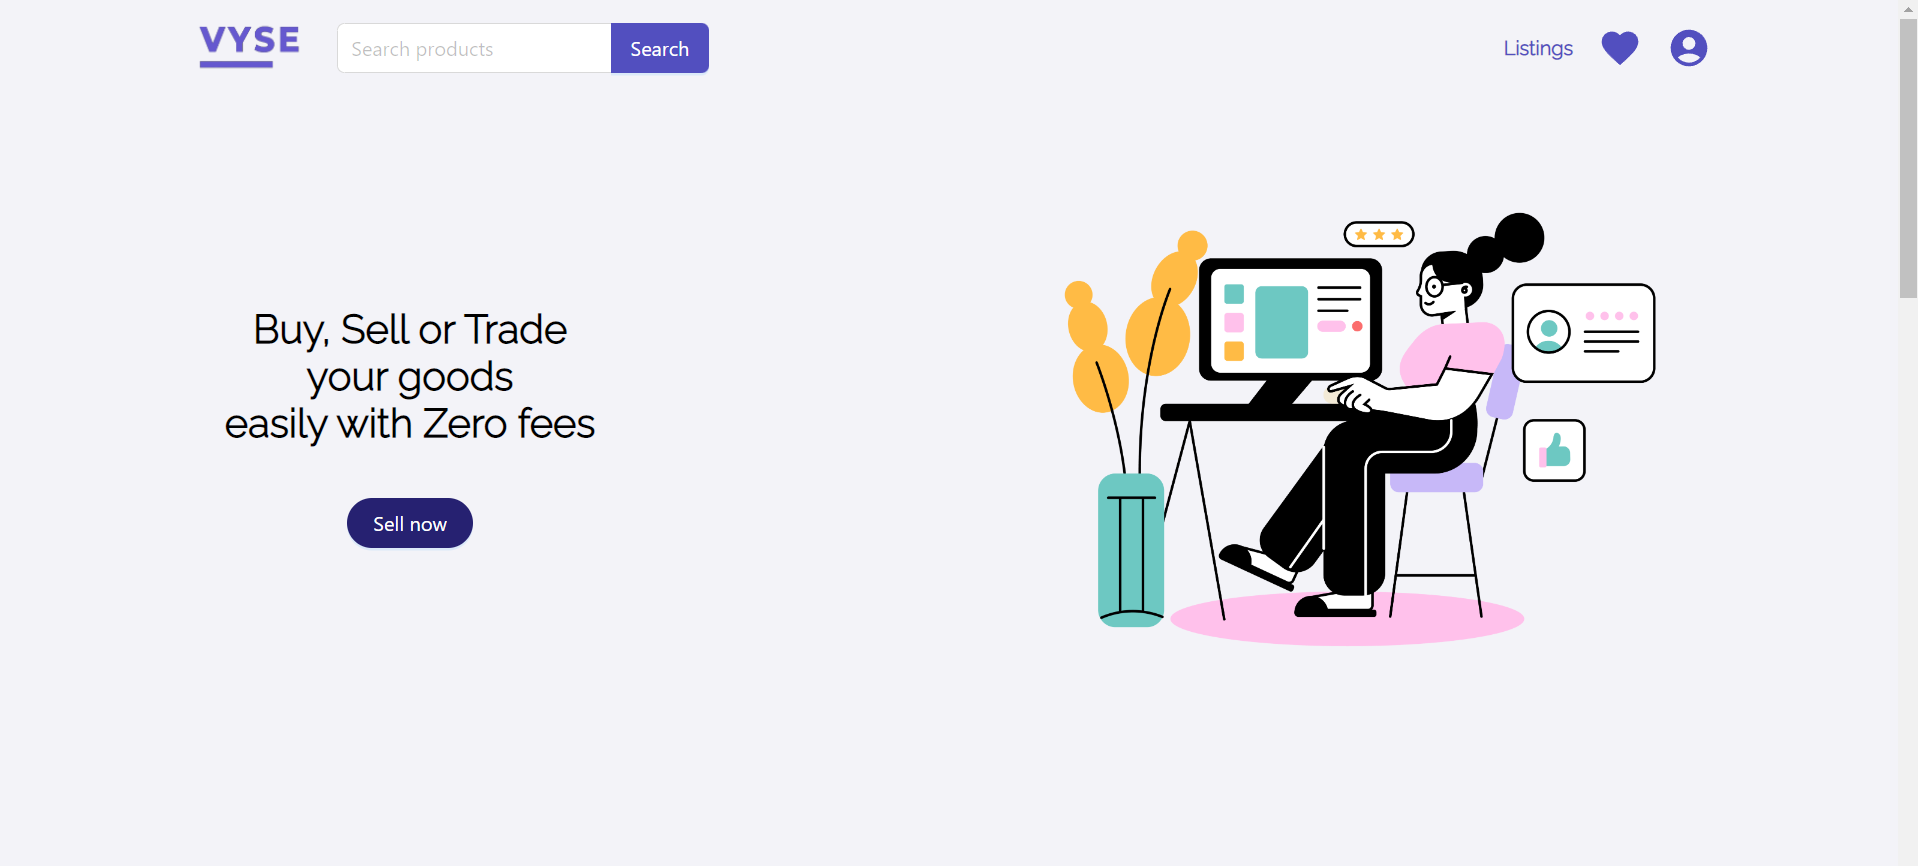 VYSE
Search products
Search
Listings
Buy, Sell or Trade
your goods
easily with Zero fees
Sell now